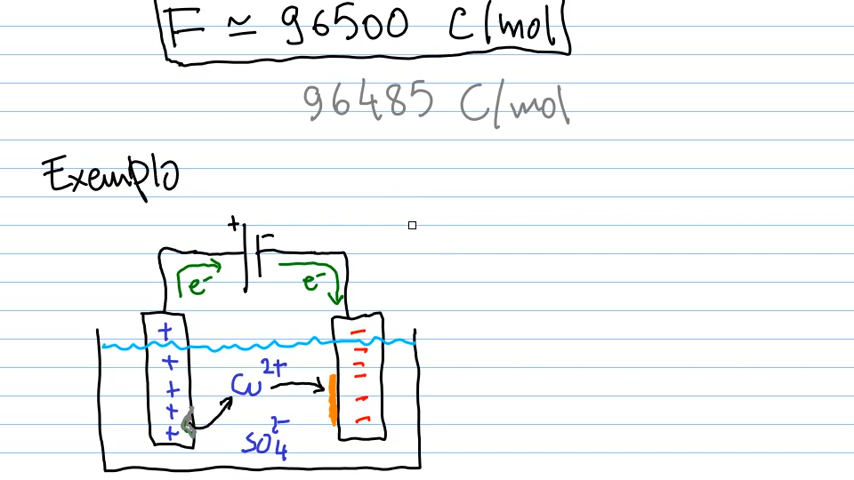 F ≃ 96500 C/mol
96485 C/mol
Exemplo
+ −
e⁻ e⁻
+ −
+ −
+ −
+ −
+ −
Cu²⁺
SO₄²⁻